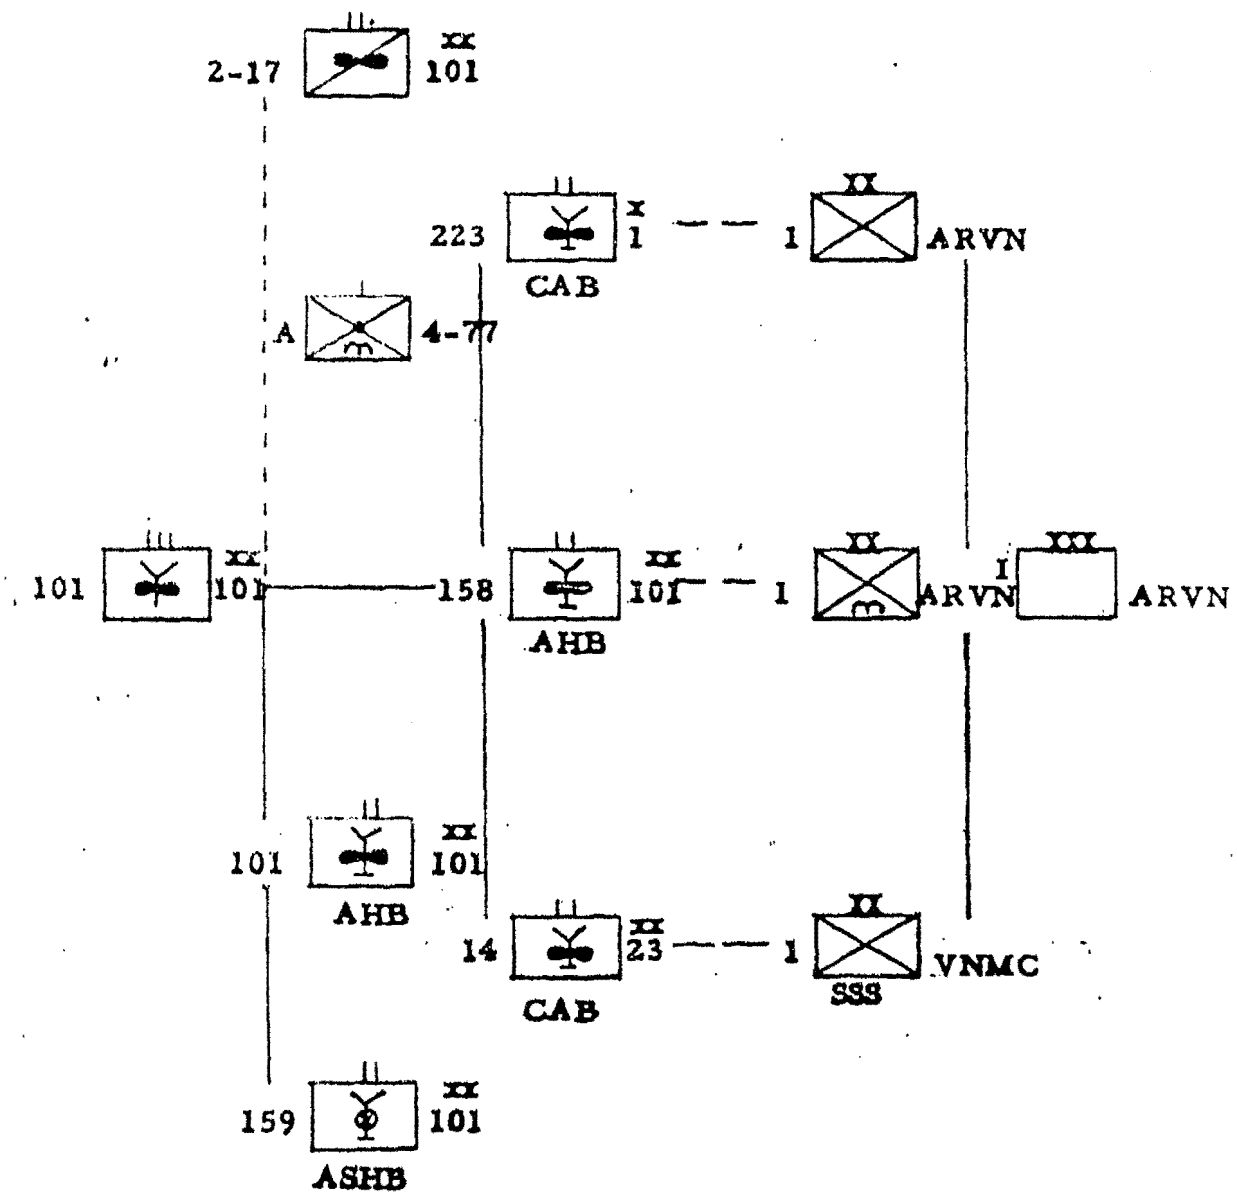 XX
2-17 101
XX
X
223 1 1 ARVN
CAB
A 4-77
XX XX XXX
XX I
101 101 158 101 1 ARVN ARVN
AHB
XX
101 101
AHB
XX
XX
14 23 1 VNMC
CAB SSS
XX
159 101
ASHB